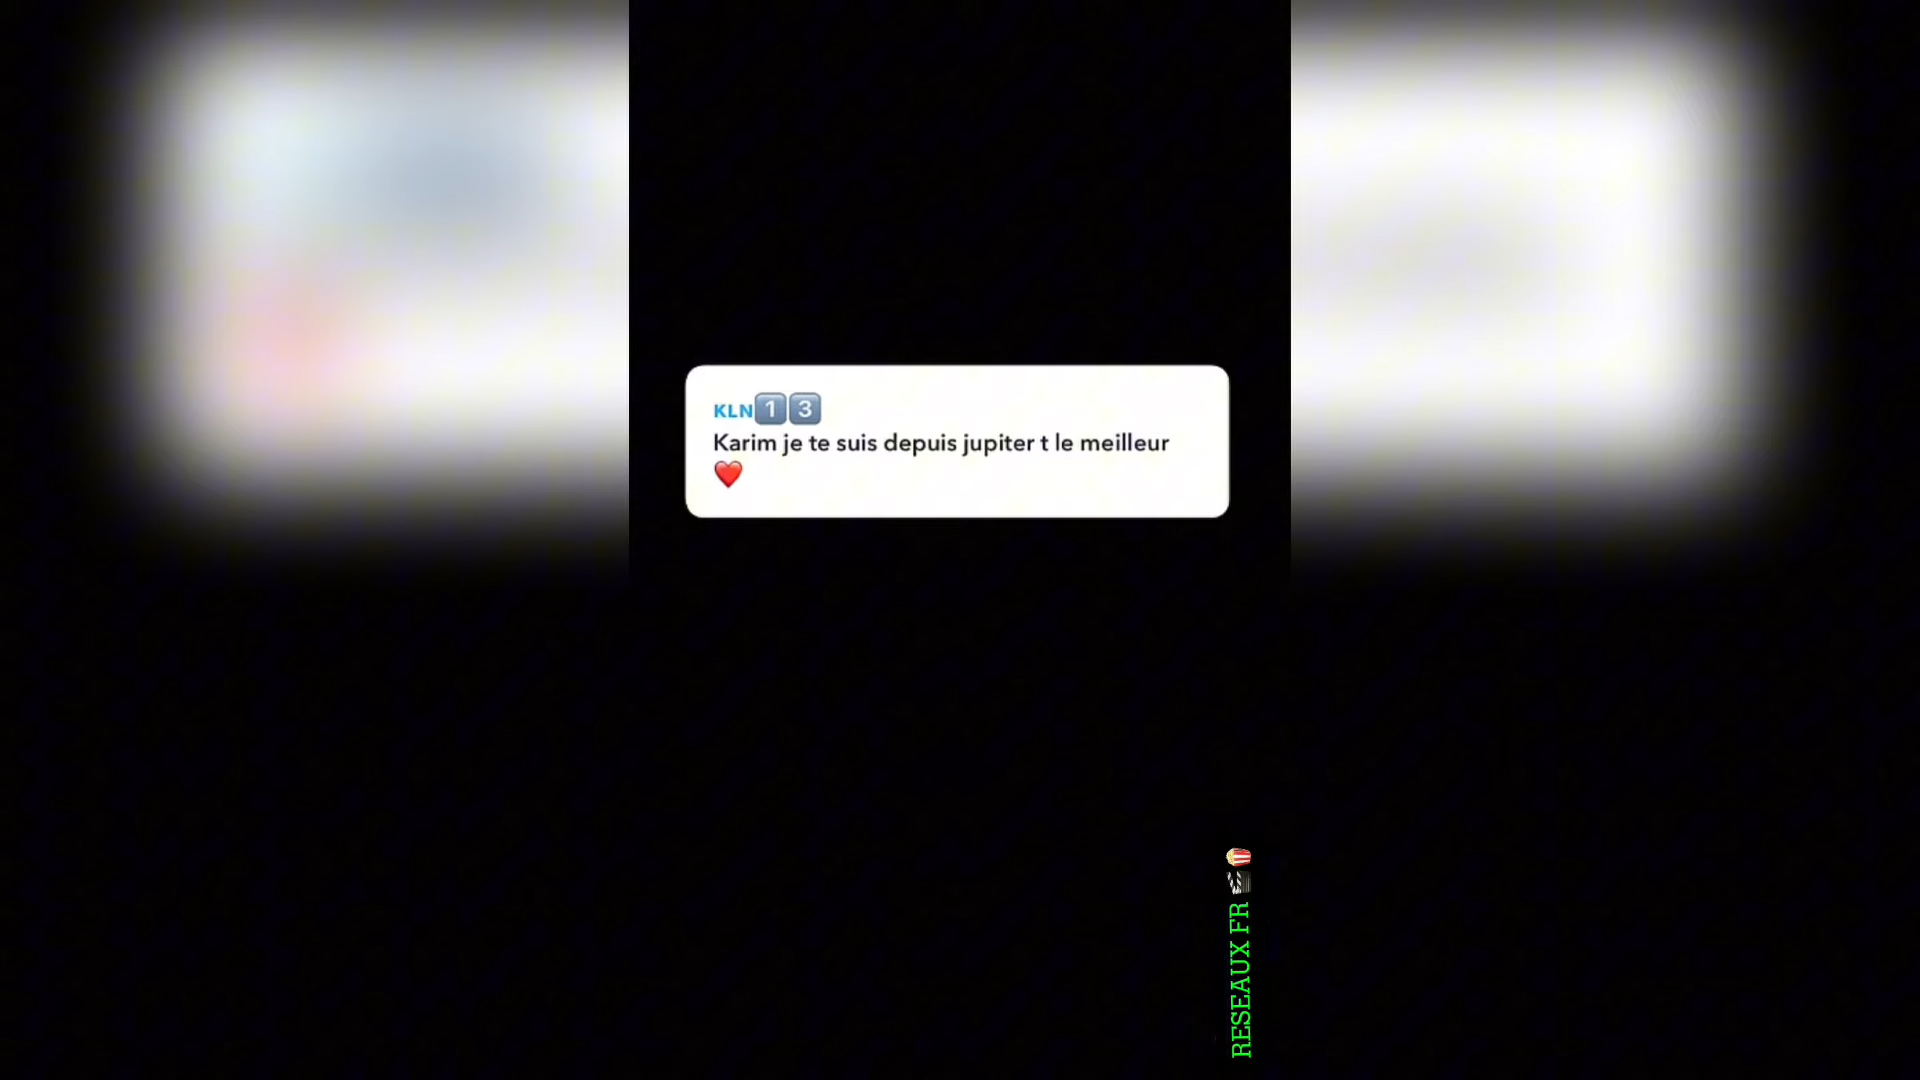 KLN1️⃣3️⃣
Karim je te suis depuis jupiter t le meilleur
❤️
RESEAUX FR 🎬🍿